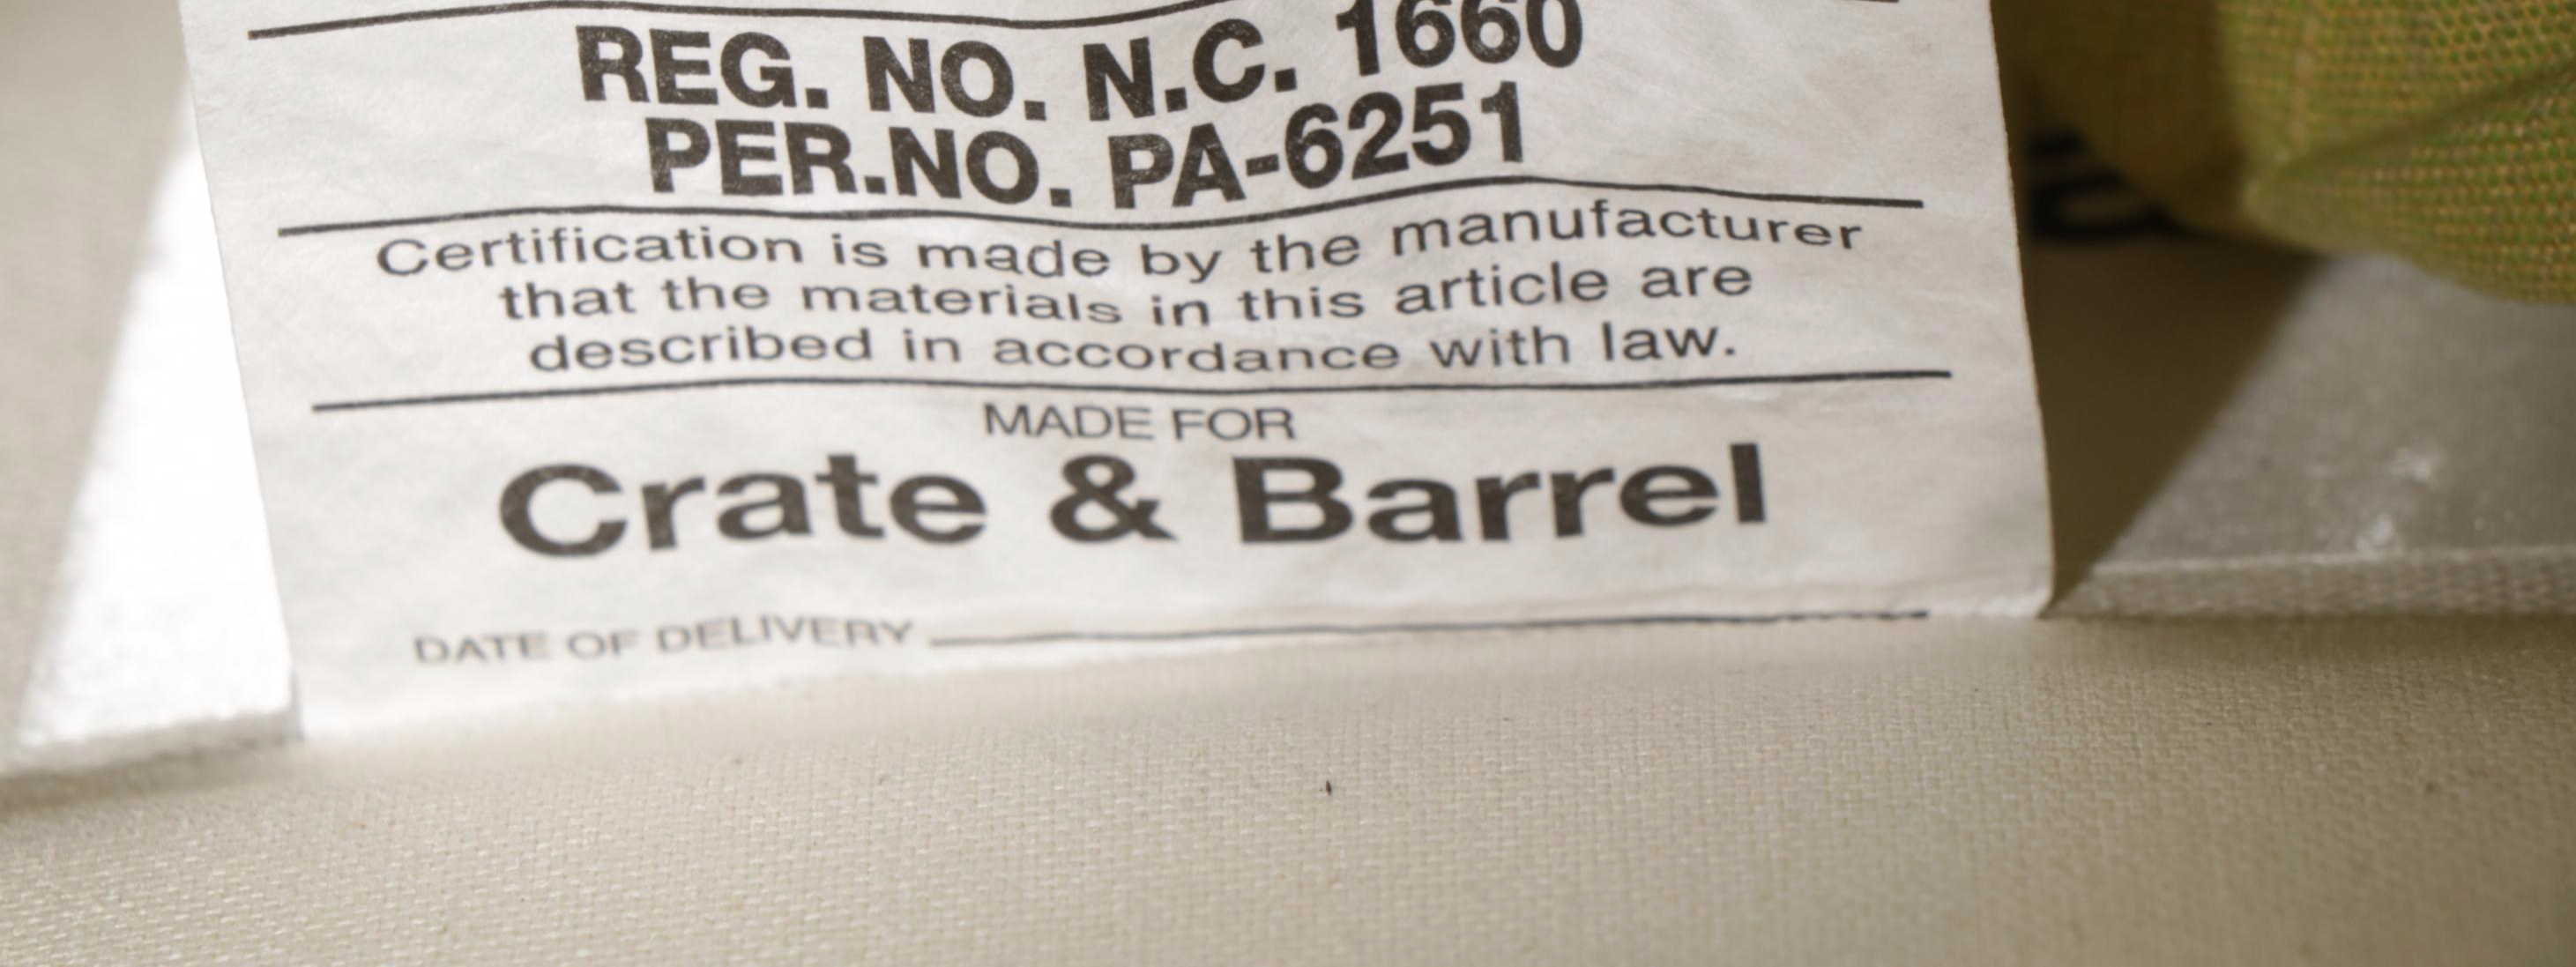 REG. NO. N.C. 1660
PER.NO. PA-6251
Certification is made by the manufacturer
that the materials in this article are
described in accordance with law.
MADE FOR
Crate & Barrel
DATE OF DELIVERY